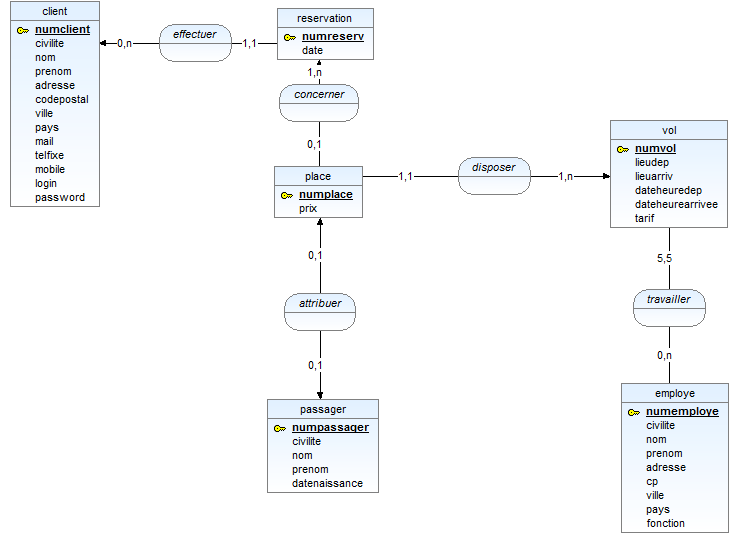 client
numclient
civilite
nom
prenom
adresse
codepostal
ville
pays
mail
telfixe
mobile
login
password
0,n
effectuer
1,1
reservation
numreserv
date
1,n
concerner
0,1
place
numplace
prix
1,1
disposer
1,n
vol
numvol
lieudep
lieuarriv
dateheuredep
dateheurearrivee
tarif
0,1
attribuer
0,1
passager
numpassager
civilite
nom
prenom
datenaissance
5,5
travailler
0,n
employe
numemploye
civilite
nom
prenom
adresse
cp
ville
pays
fonction